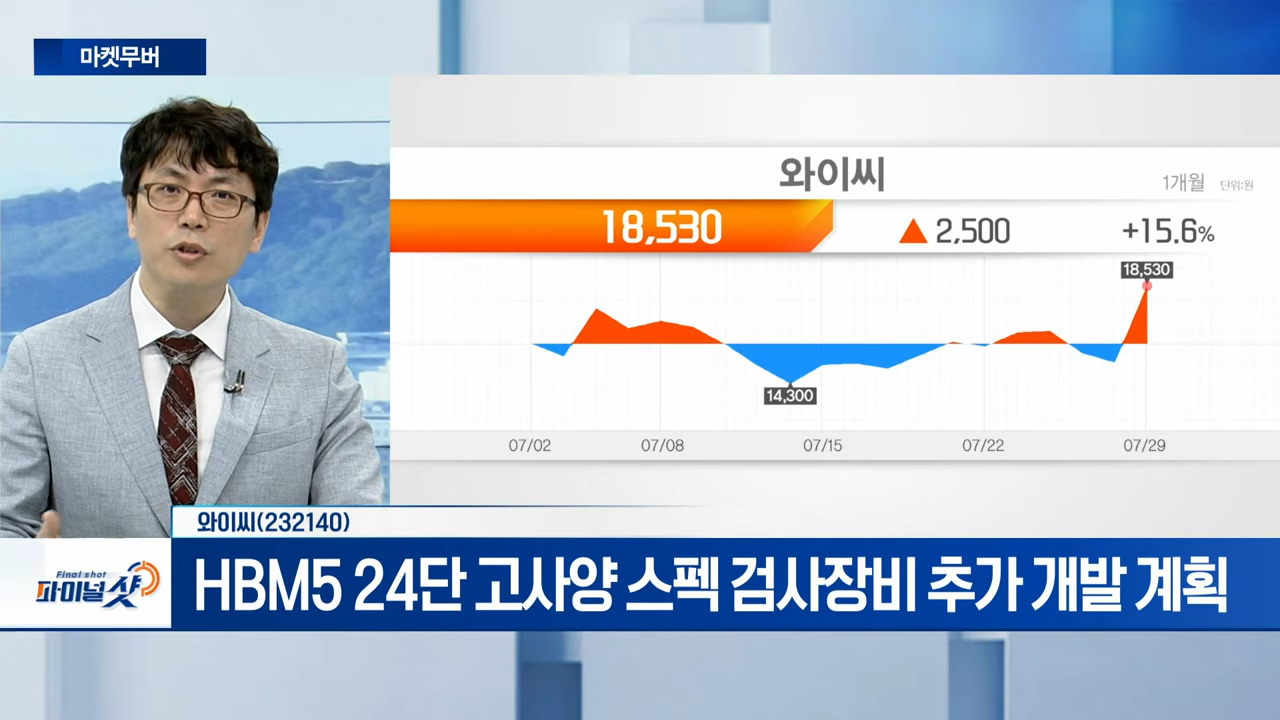 마켓무버
와이씨
1개월 단위:원
18,530 ▲ 2,500 +15.6%
18,530
14,300
07/02 07/08 07/15 07/22 07/29
와이씨(232140)
Final shot
파이널샷
HBM5 24단 고사양 스펙 검사장비 추가 개발 계획